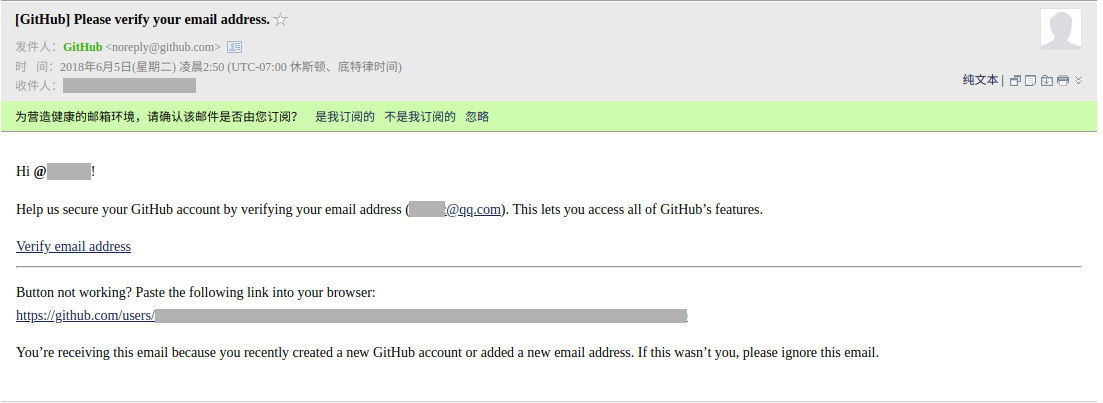 [GitHub] Please verify your email address.
发件人：GitHub <noreply@github.com>
时　间：2018年6月5日(星期二) 凌晨2:50 (UTC-07:00 休斯顿、底特律时间)
收件人：
纯文本 |
为营造健康的邮箱环境，请确认该邮件是否由您订阅？ 是我订阅的 不是我订阅的 忽略
Hi @ !
Help us secure your GitHub account by verifying your email address ( @qq.com). This lets you access all of GitHub’s features.
Verify email address
Button not working? Paste the following link into your browser:
https://github.com/users/
You’re receiving this email because you recently created a new GitHub account or added a new email address. If this wasn’t you, please ignore this email.